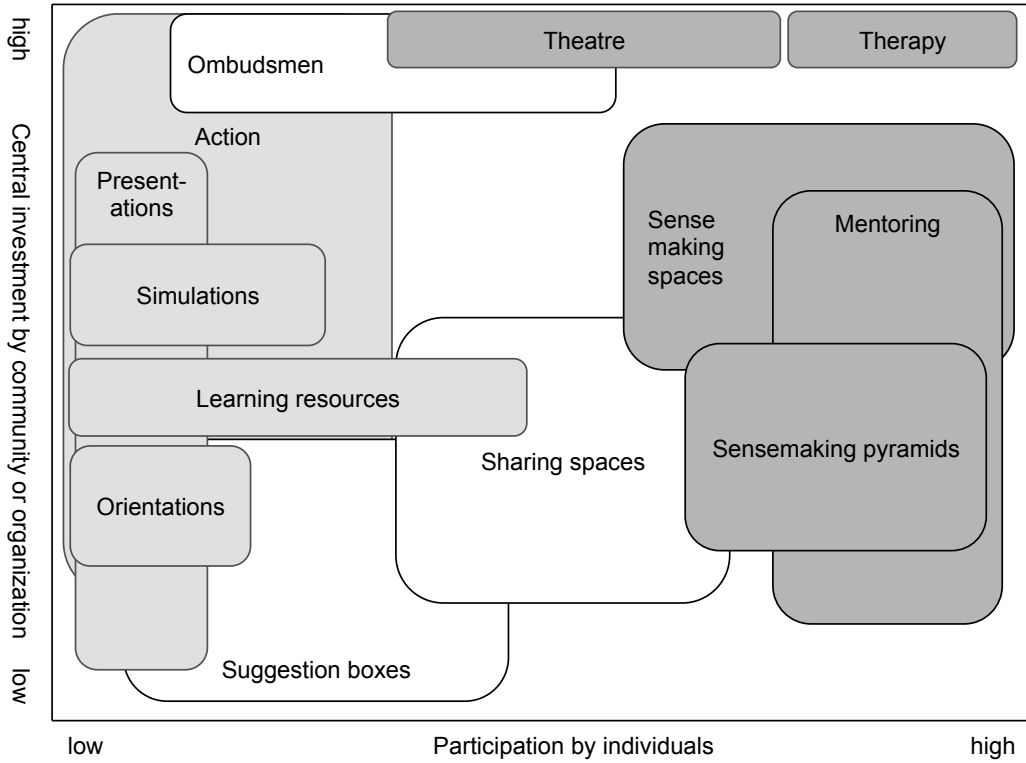 high
Central investment by community or organization
low
Ombudsmen
Theatre
Therapy
Action
Present-
ations
Sense
making
spaces
Mentoring
Simulations
Learning resources
Sharing spaces
Sensemaking pyramids
Orientations
Suggestion boxes
low
Participation by individuals
high